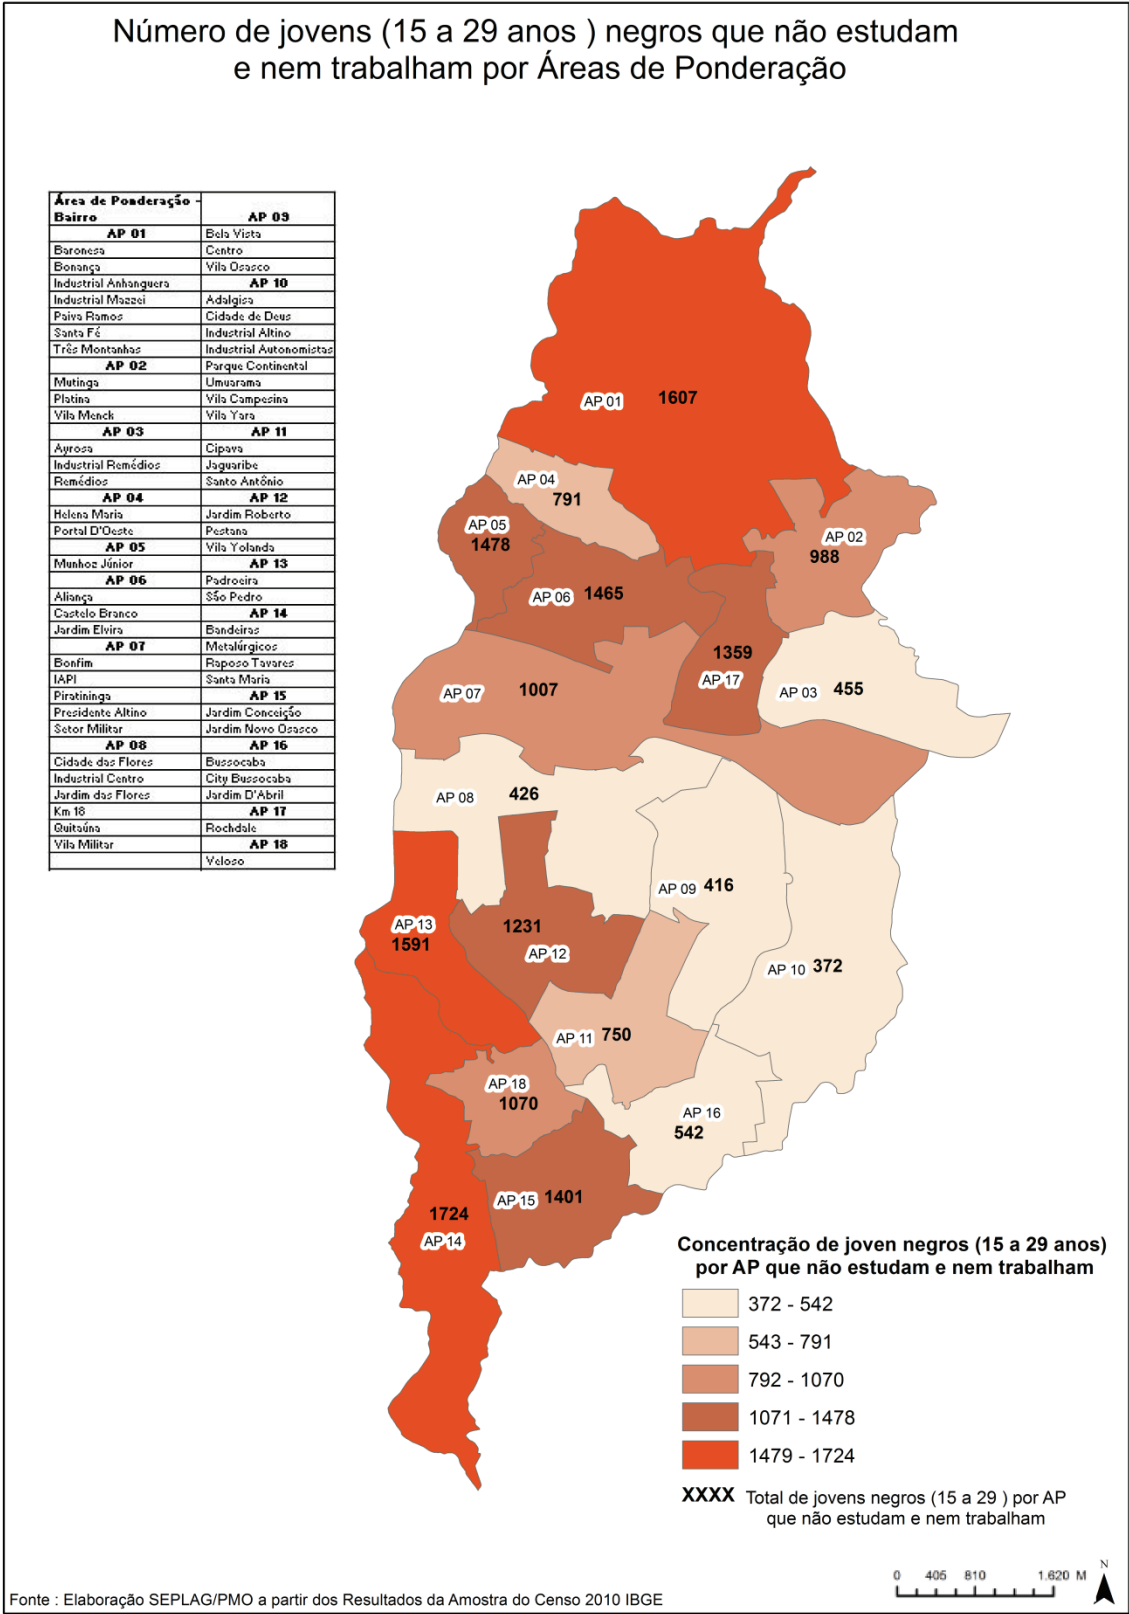 Número de jovens (15 a 29 anos ) negros que não estudam
e nem trabalham por Áreas de Ponderação
Área de Ponderação -
Bairro
AP 01
Baronesa
Bonança
Industrial Anhanguera
Industrial Mazzei
Paiva Ramos
Santa Fé
Três Montanhas
AP 02
Mutinga
Platina
Vila Menck
AP 03
Ayrosa
Industrial Remédios
Remédios
AP 04
Helena Maria
Portal D'Oeste
AP 05
Munhoz Júnior
AP 06
Aliança
Castelo Branco
Jardim Elvira
AP 07
Bonfim
IAPI
Piratininga
Presidente Altino
Setor Militar
AP 08
Cidade das Flores
Industrial Centro
Jardim das Flores
Km 18
Quitaúna
Vila Militar
AP 09
Bela Vista
Centro
Vila Osasco
AP 10
Adalgisa
Cidade de Deus
Industrial Altino
Industrial Autonomistas
Parque Continental
Umuarama
Vila Campesina
Vila Yara
AP 11
Cipava
Jaguaribe
Santo Antônio
AP 12
Jardim Roberto
Pestana
Vila Yolanda
AP 13
Padroeira
São Pedro
AP 14
Bandeiras
Metalúrgicos
Raposo Tavares
Santa Maria
AP 15
Jardim Conceição
Jardim Novo Osasco
AP 16
Bussocaba
City Bussocaba
Jardim D'Abril
AP 17
Rochdale
AP 18
Veloso
AP 01 1607
AP 04
791
AP 05
1478
AP 02
988
AP 06 1465
1359
AP 17
AP 03 455
AP 07 1007
AP 08 426
AP 09 416
AP 13
1591
1231
AP 12
AP 10 372
AP 11 750
AP 18
1070
AP 16
542
AP 15 1401
1724
AP 14
Concentração de joven negros (15 a 29 anos)
por AP que não estudam e nem trabalham
372 - 542
543 - 791
792 - 1070
1071 - 1478
1479 - 1724
XXXX Total de jovens negros (15 a 29 ) por AP
que não estudam e nem trabalham
N
0 405 810 1.620 M
Fonte : Elaboração SEPLAG/PMO a partir dos Resultados da Amostra do Censo 2010 IBGE